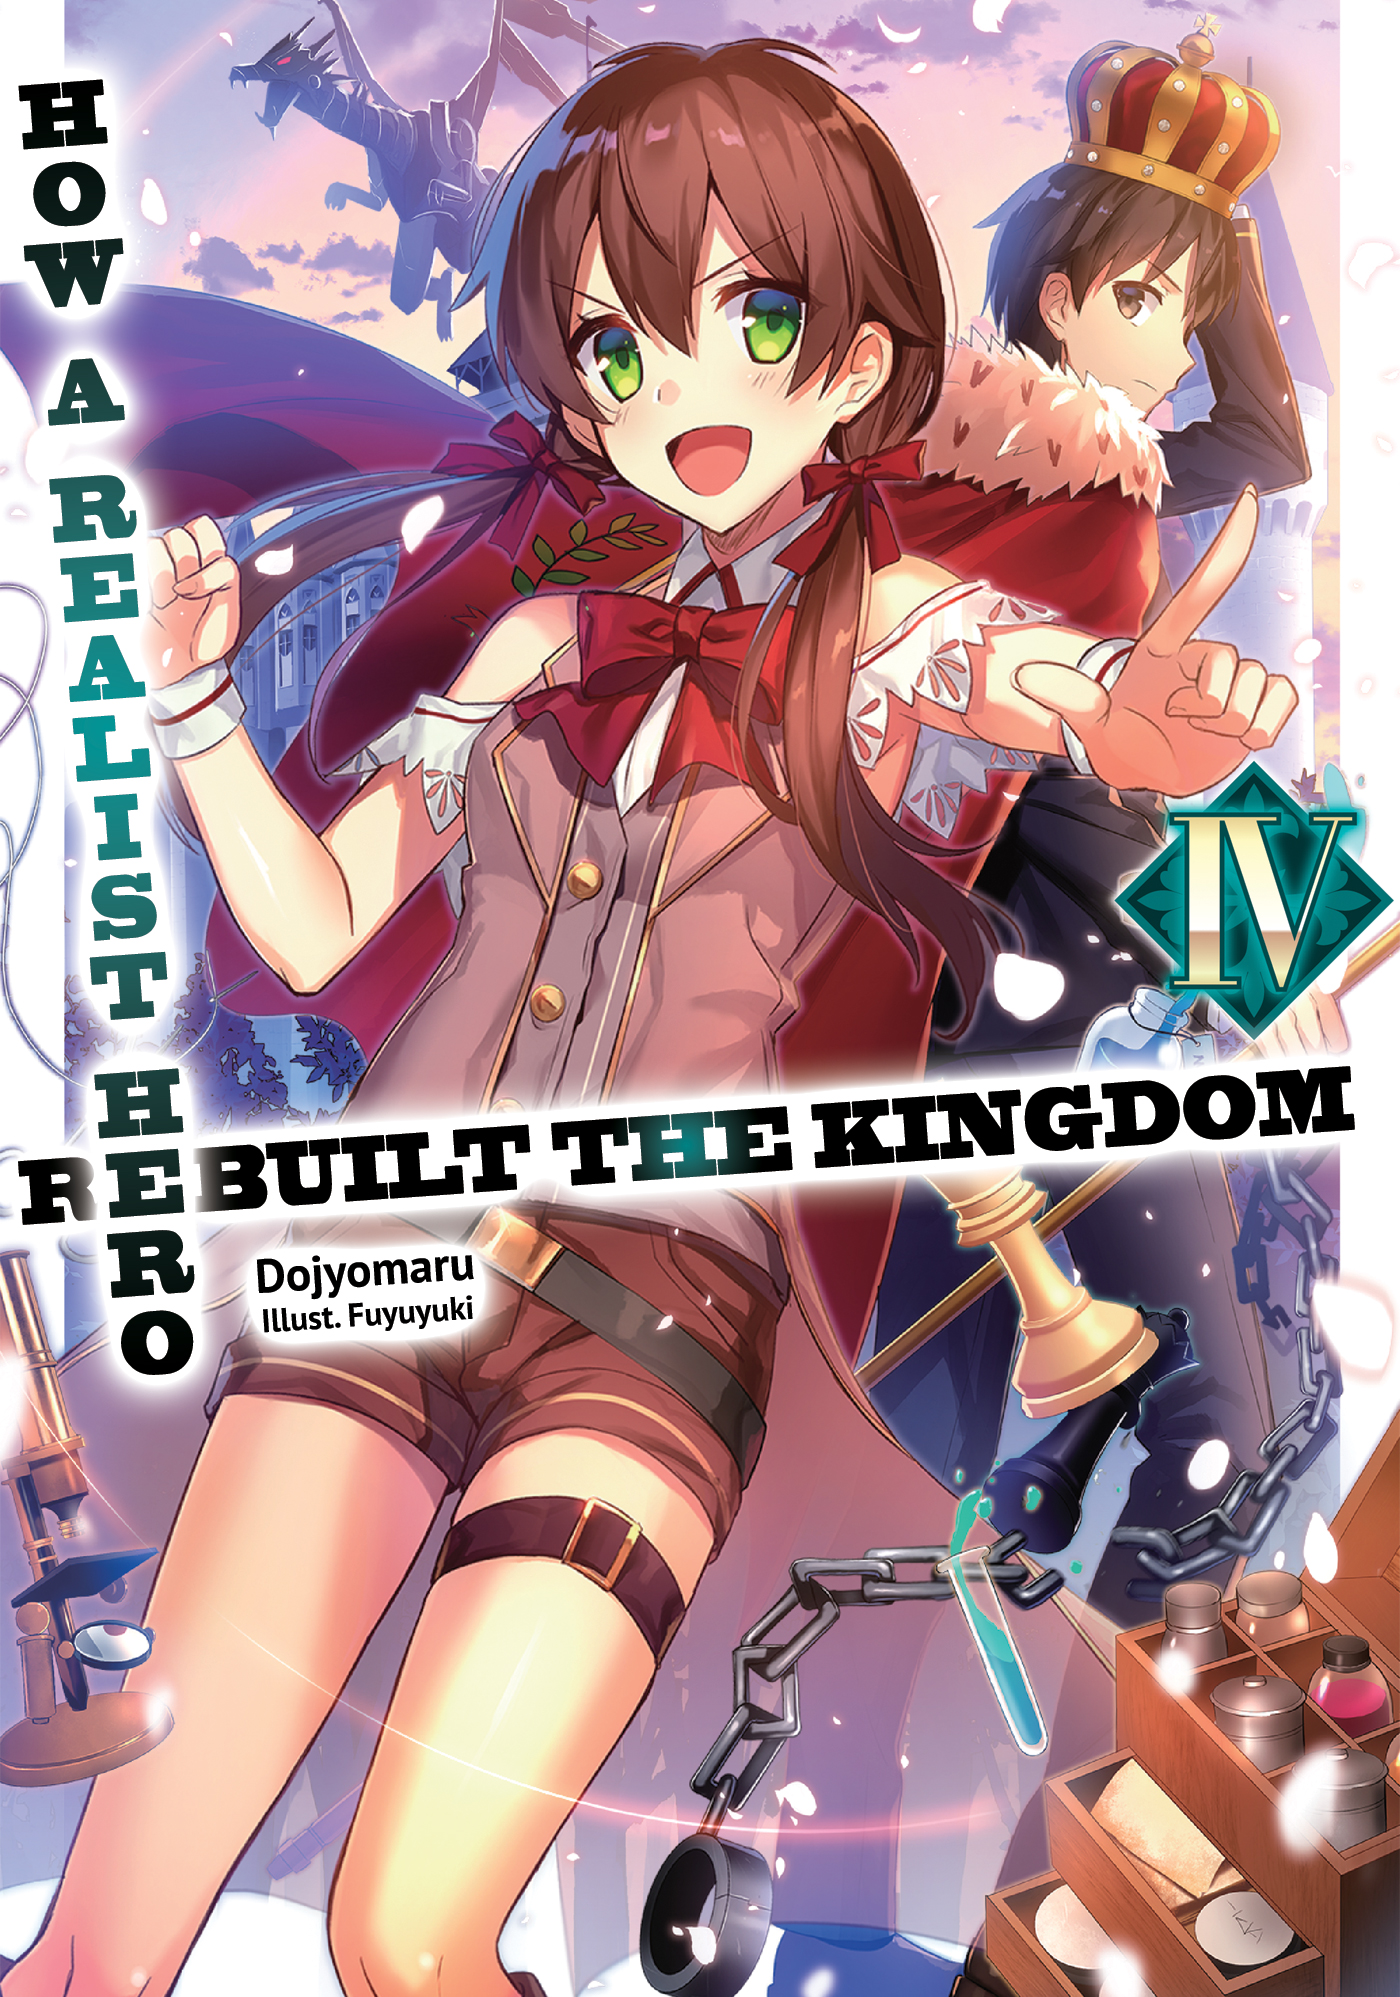 HOW A REALIST HERO
REBUILT THE KINGDOM
IV
Dojyomaru
Illust. Fuyuyuki